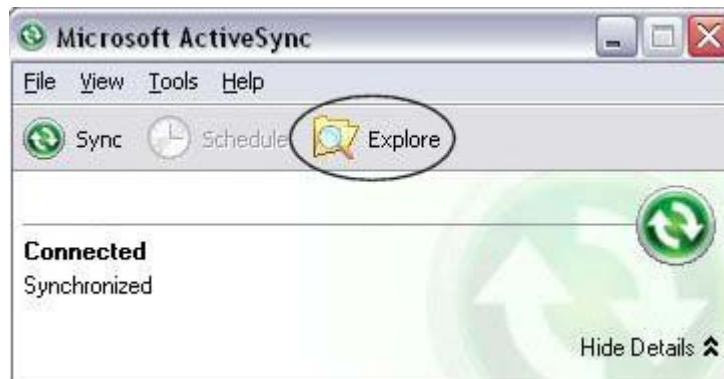 Microsoft ActiveSync
File View Tools Help
Sync Schedule Explore
Connected
Synchronized
Hide Details